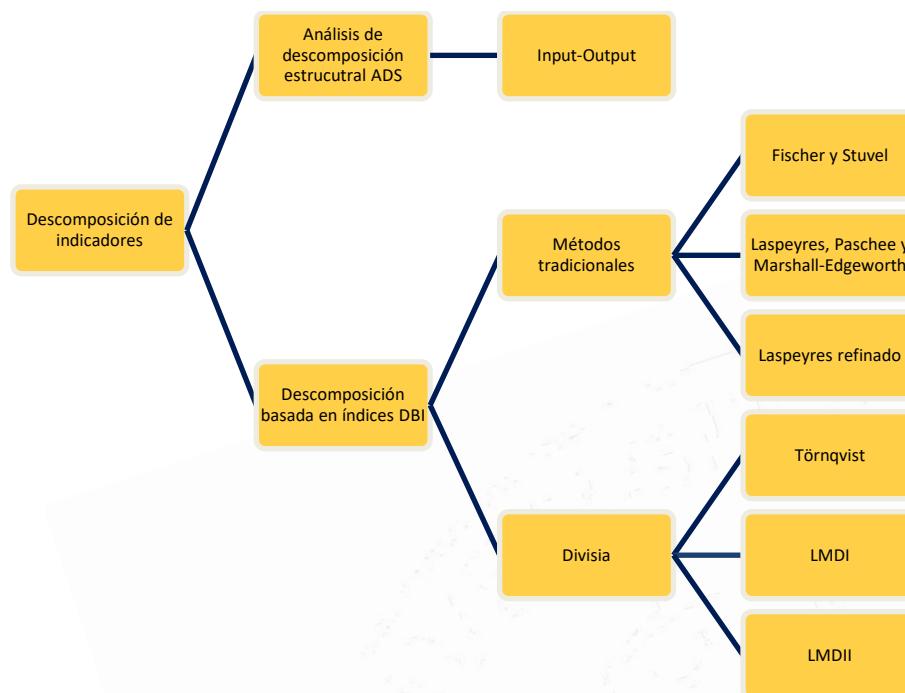 Análisis de
descomposición
estrucutral ADS
Input-Output
Descomposición de
indicadores
Descomposición
basada en índices DBI
Métodos
tradicionales
Fischer y Stuvel
Laspeyres, Paschee y
Marshall-Edgeworth
Laspeyres refinado
Divisia
Törnqvist
LMDI
LMDII